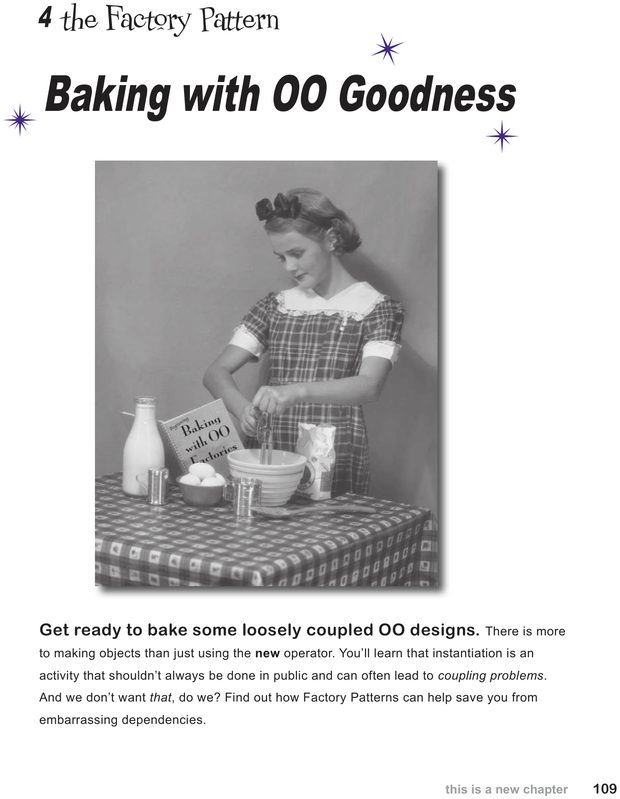 4 the Factory Pattern
Baking with OO Goodness
Beginning
Baking
with OO
Factories
Get ready to bake some loosely coupled OO designs. There is more
to making objects than just using the new operator. You’ll learn that instantiation is an
activity that shouldn’t always be done in public and can often lead to coupling problems.
And we don’t want that, do we? Find out how Factory Patterns can help save you from
embarrassing dependencies.
this is a new chapter 109